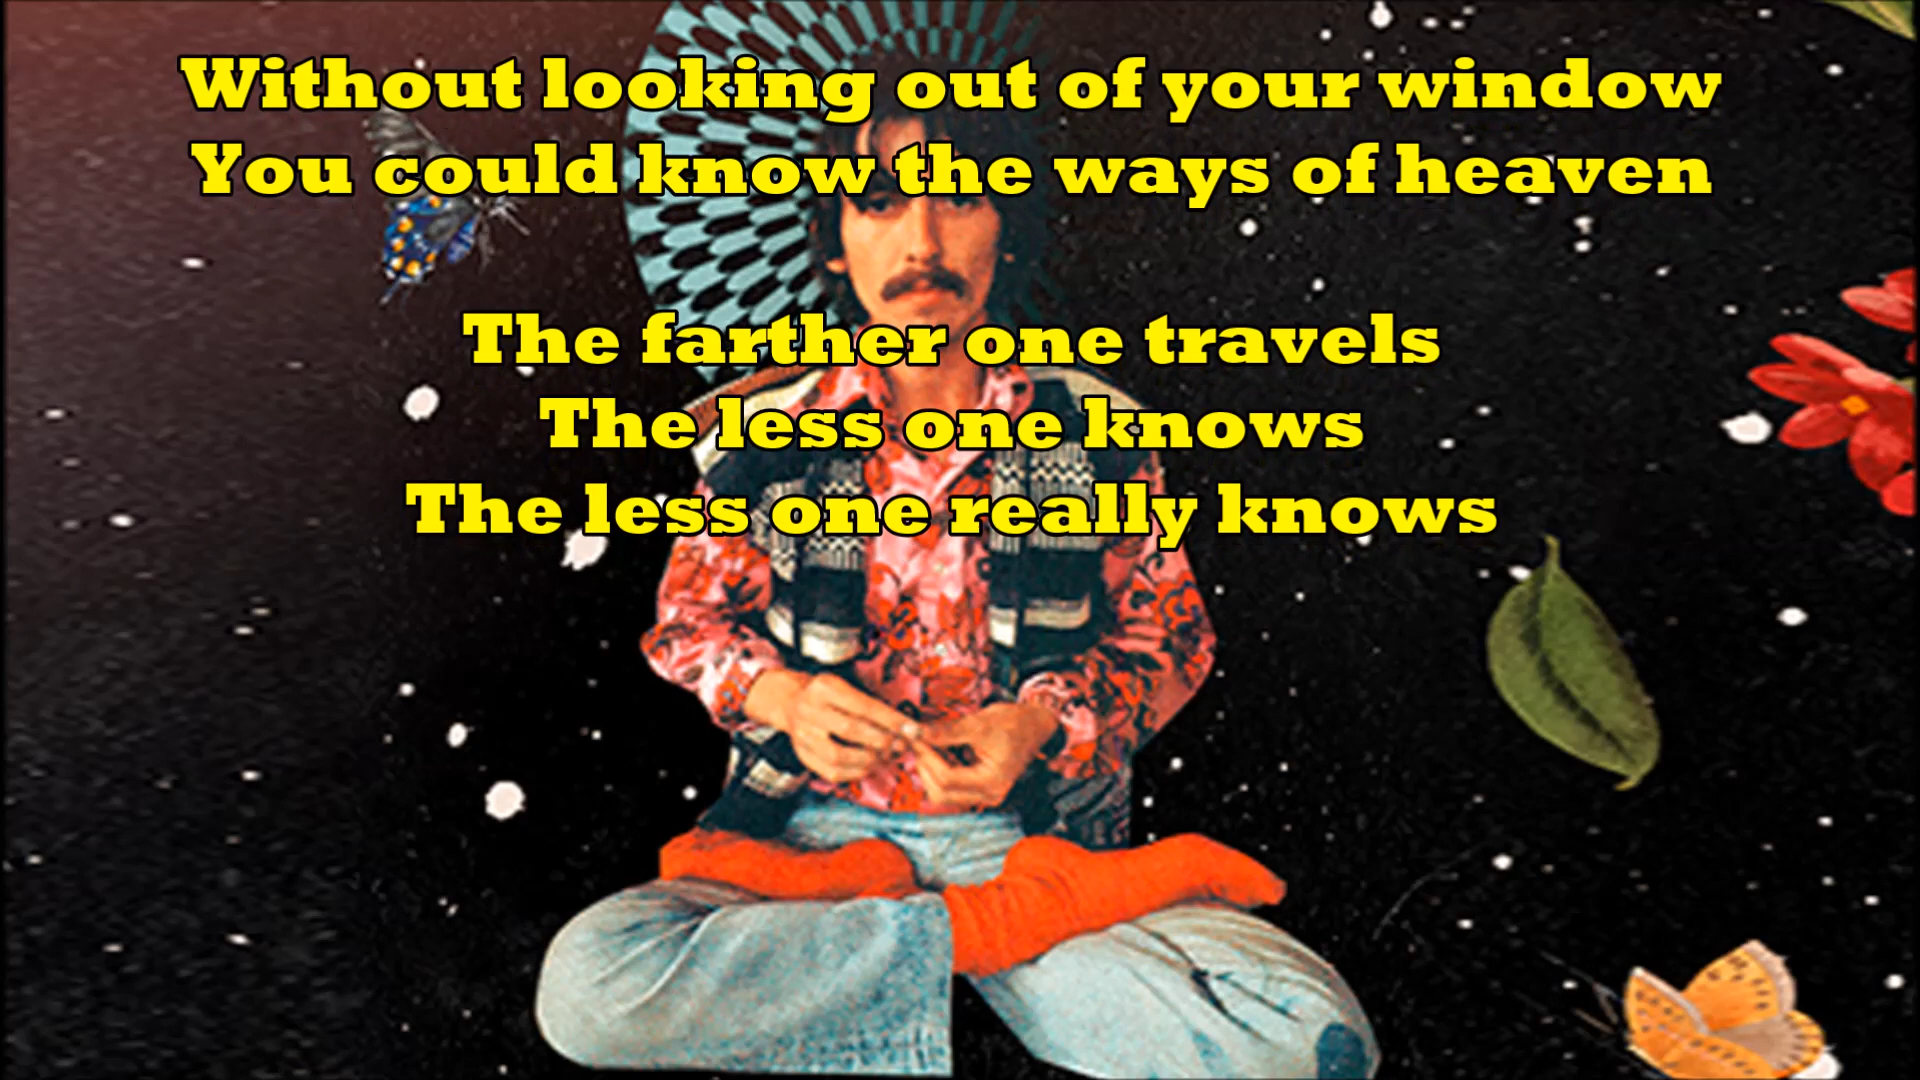 Without looking out of your window
You could know the ways of heaven
The farther one travels
The less one knows
The less one really knows